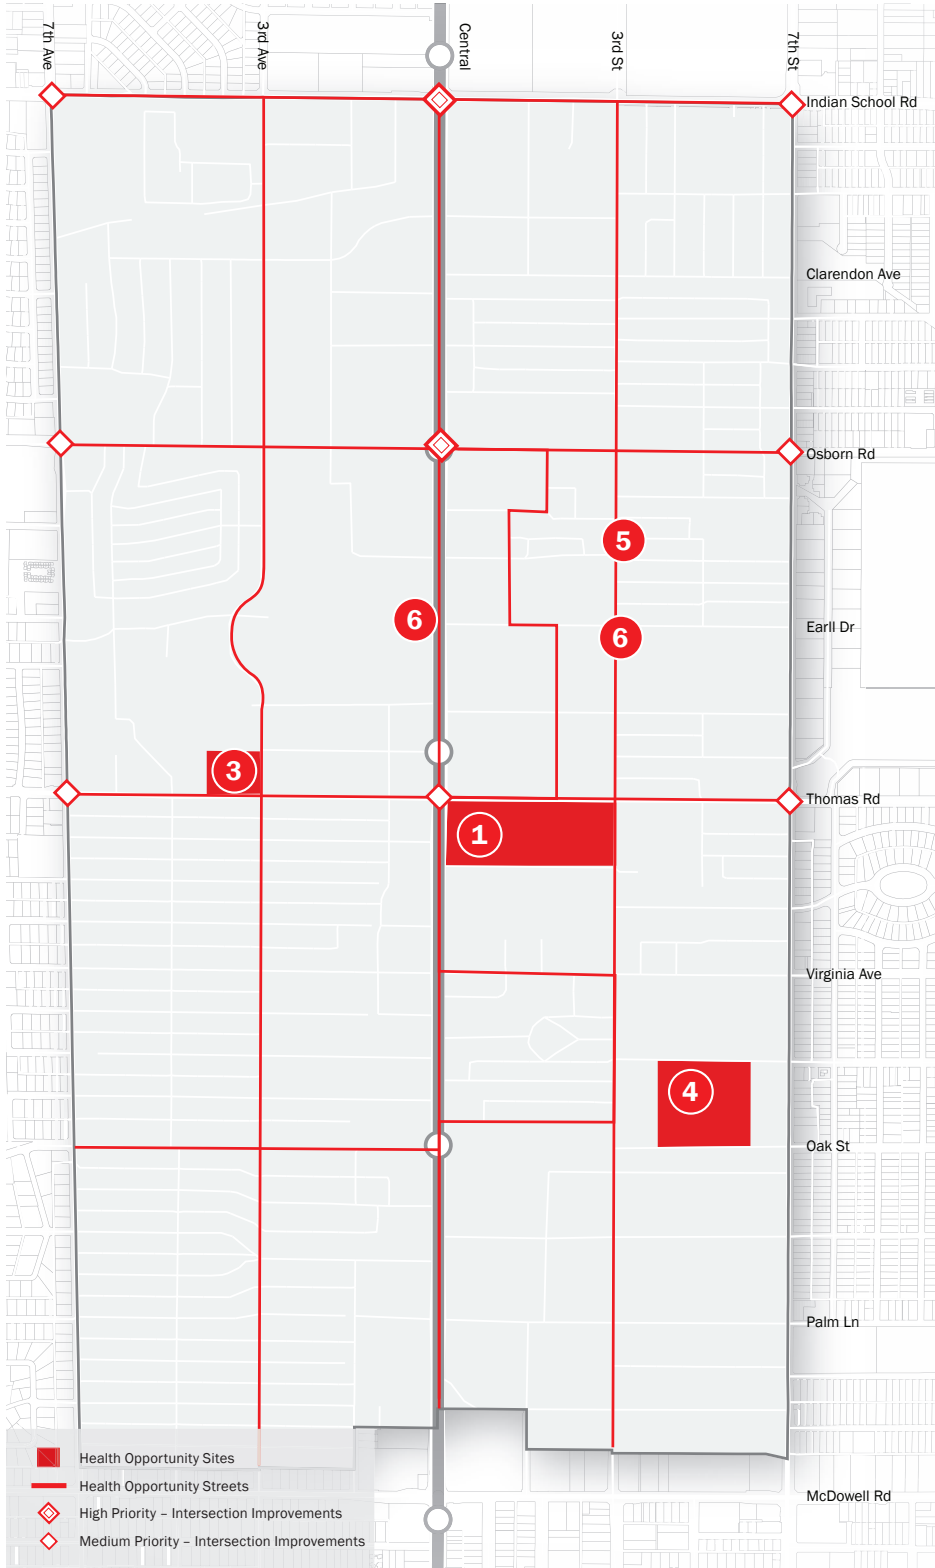 7th Ave
3rd Ave
Central
3rd St
7th St
Indian School Rd
Clarendon Ave
Osborn Rd
5
6
Earll Dr
6
3
Thomas Rd
1
Virginia Ave
4
Oak St
Palm Ln
McDowell Rd
Health Opportunity Sites
Health Opportunity Streets
High Priority – Intersection Improvements
Medium Priority – Intersection Improvements